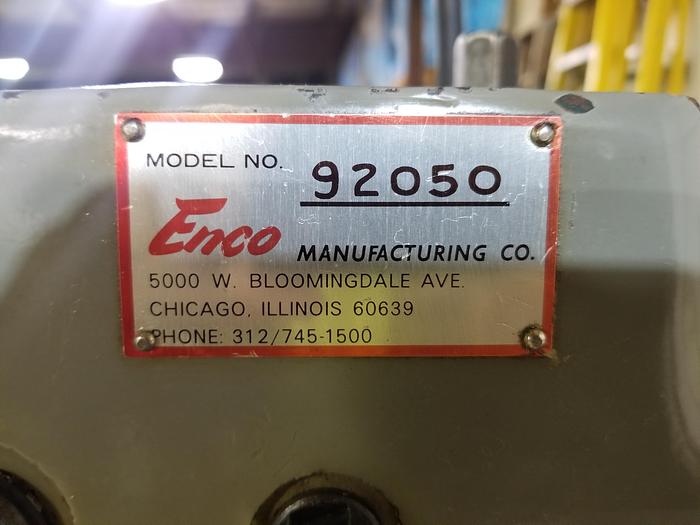 MODEL NO. 92050
Enco MANUFACTURING CO.
5000 W. BLOOMINGDALE AVE.
CHICAGO, ILLINOIS 60639
PHONE: 312/745-1500